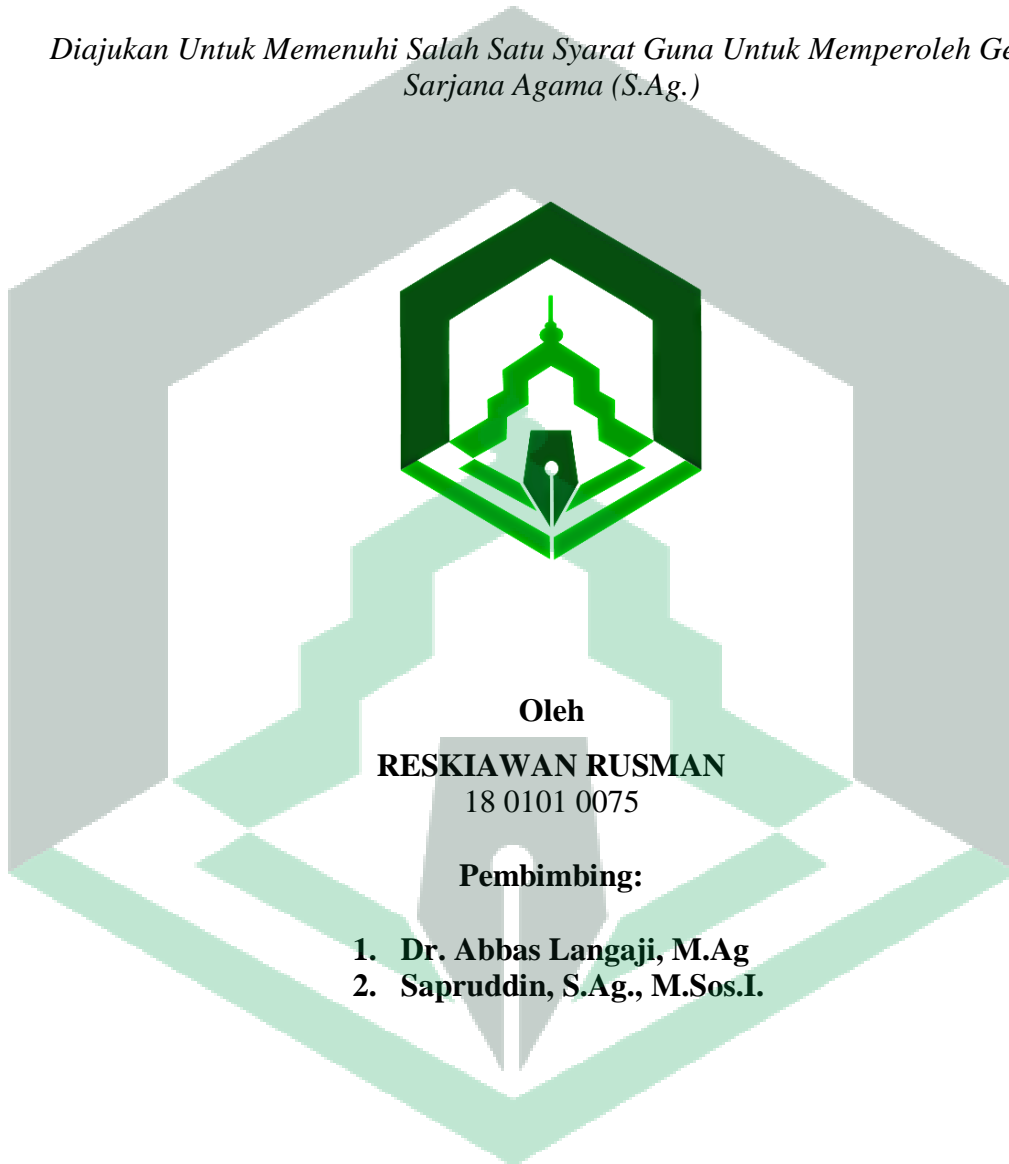 Diajukan Untuk Memenuhi Salah Satu Syarat Guna Untuk Memperoleh Ge
Sarjana Agama (S.Ag.)
Oleh
RESKIAWAN RUSMAN
18 0101 0075
Pembimbing:
1. Dr. Abbas Langaji, M.Ag
2. Sapruddin, S.Ag., M.Sos.I.